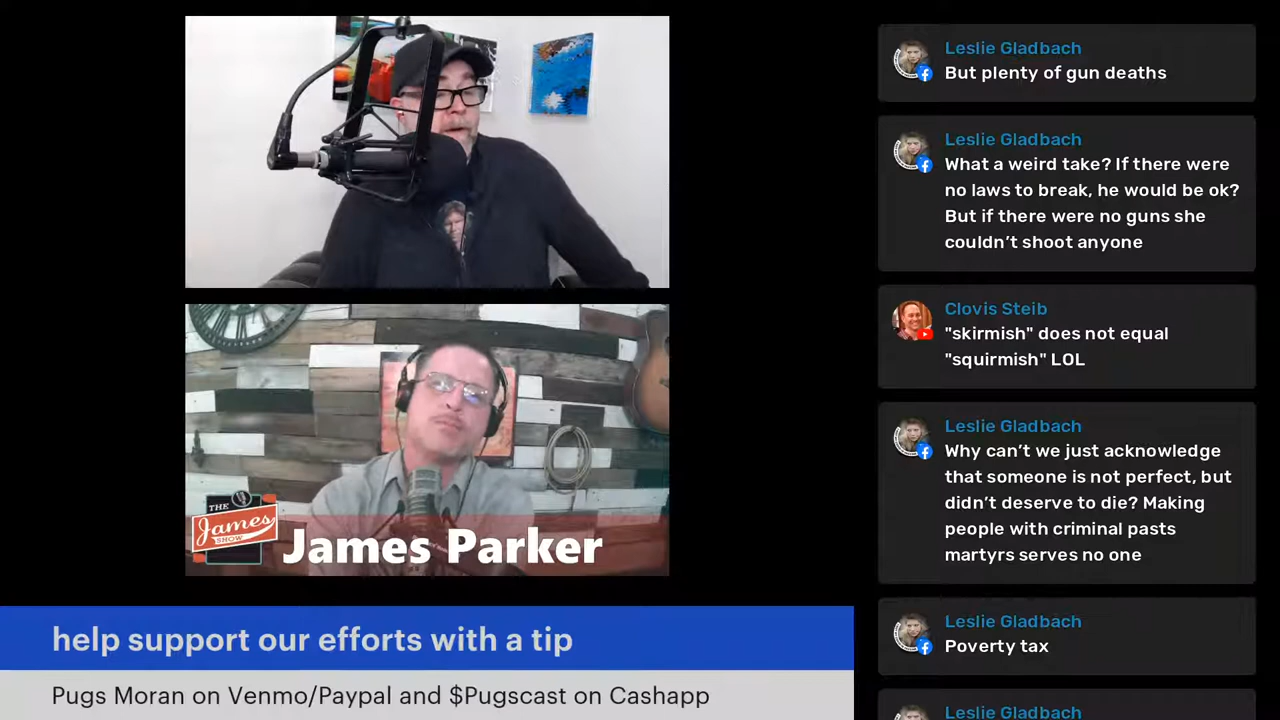 THE
James
SHOW
James Parker
help support our efforts with a tip
Pugs Moran on Venmo/Paypal and $Pugscast on Cashapp
Leslie Gladbach
But plenty of gun deaths
Leslie Gladbach
What a weird take? If there were
no laws to break, he would be ok?
But if there were no guns she
couldn’t shoot anyone
Clovis Steib
"skirmish" does not equal
"squirmish" LOL
Leslie Gladbach
Why can’t we just acknowledge
that someone is not perfect, but
didn’t deserve to die? Making
people with criminal pasts
martyrs serves no one
Leslie Gladbach
Poverty tax
Leslie Gladbach